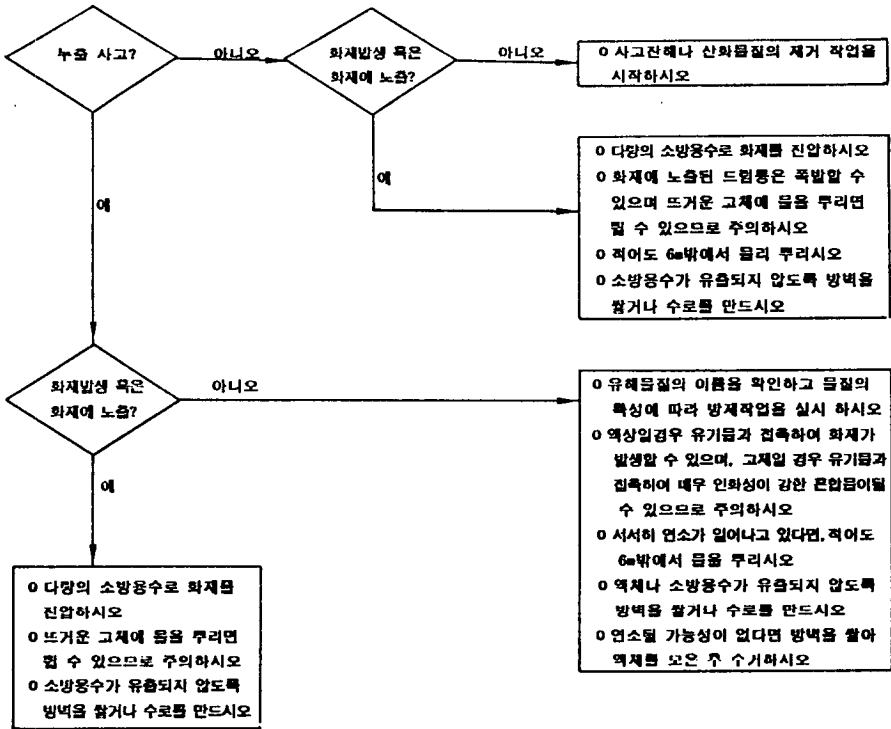 누출 사고?
아니오
화재발생 혹은
화재에 노출?
아니오
o 사고잔해나 산화물질의 제거 작업을
시작하시오
예
o 다량의 소방용수로 화재를 진압하시오
o 화재에 노출된 드럼통은 폭발할 수
있으며 뜨거운 고체에 물을 뿌리면
튈 수 있으므로 주의하시오
o 적어도 6m밖에서 물리 뿌리시오
o 소방용수가 유출되지 않도록 방벽을
쌓거나 수로를 만드시오
예
화재발생 혹은
화재에 노출?
아니오
o 유해물질의 이름을 확인하고 물질의
특성에 따라 방제작업을 실시 하시오
o 액상일경우 유기물과 접촉하여 화재가
발생할 수 있으며, 고체일 경우 유기물과
접촉하여 매우 인화성이 강한 혼합물이될
수 있으므로 주의하시오
o 서서히 연소가 일어나고 있다면, 적어도
6m밖에서 물을 뿌리시오
o 액체나 소방용수가 유출되지 않도록
방벽을 쌓거나 수로를 만드시오
o 연소될 가능성이 없다면 방벽을 쌓아
액체를 모은 후 수거하시오
예
o 다량의 소방용수로 화재를
진압하시오
o 뜨거운 고체에 물을 뿌리면
튈 수 있으므로 주의하시오
o 소방용수가 유출되지 않도록
방벽을 쌓거나 수로를 만드시오